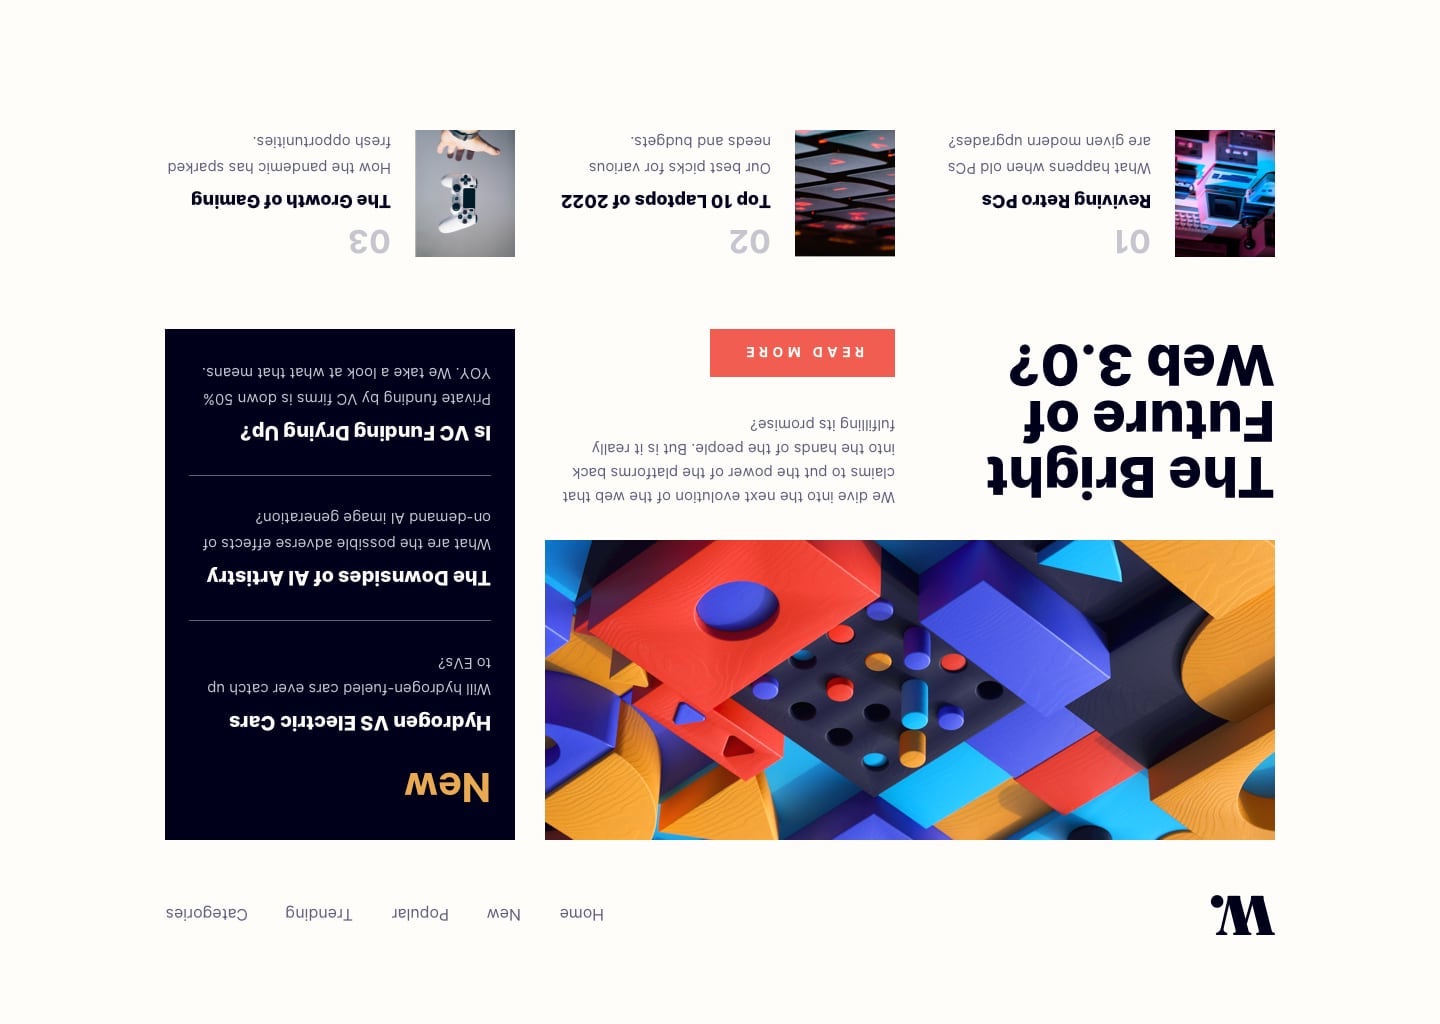 W.
Home
New
Popular
Trending
Categories
The Bright
Future of
Web 3.0?
We dive into the next evolution of the web that
claims to put the power of the platforms back
into the hands of the people. But is it really
fulfilling its promise?
READ MORE
New
Hydrogen VS Electric Cars
Will hydrogen-fueled cars ever catch up
to EVs?
The Downsides of AI Artistry
What are the possible adverse effects of
on-demand AI image generation?
Is VC Funding Drying Up?
Private funding by VC firms is down 50%
YOY. We take a look at what that means.
01
Reviving Retro PCs
What happens when old PCs
are given modern upgrades?
02
Top 10 Laptops of 2022
Our best picks for various
needs and budgets.
03
The Growth of Gaming
How the pandemic has sparked
fresh opportunities.